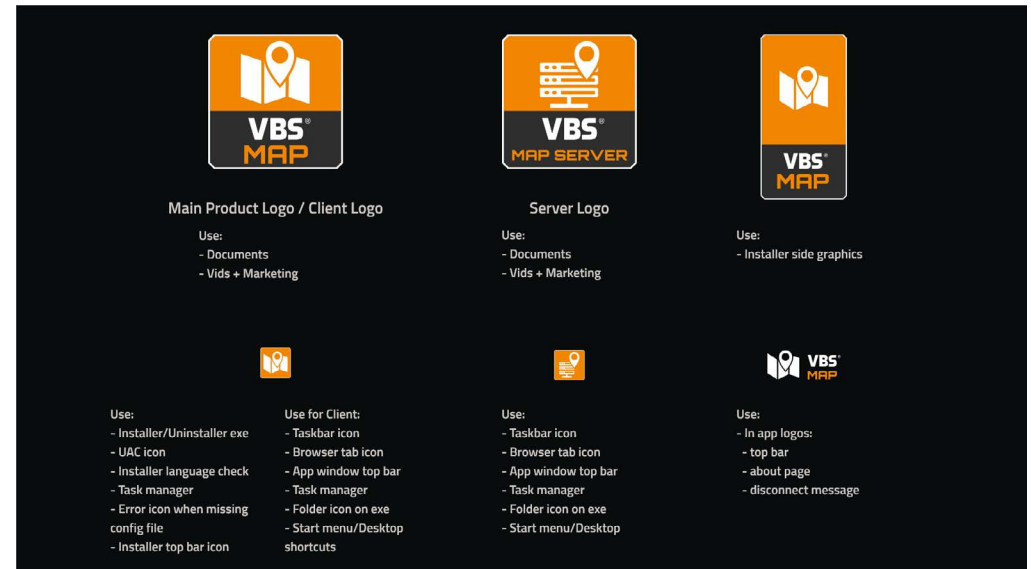 VBS®
MAP
VBS®
MAP SERVER
VBS®
MAP
Main Product Logo / Client Logo
Use:
- Documents
- Vids + Marketing
Server Logo
Use:
- Documents
- Vids + Marketing
Use:
- Installer side graphics
VBS®
MAP
Use:
- Installer/Uninstaller exe
- UAC icon
- Installer language check
- Task manager
- Error icon when missing
config file
- Installer top bar icon
Use for Client:
- Taskbar icon
- Browser tab icon
- App window top bar
- Task manager
- Folder icon on exe
- Start menu/Desktop
shortcuts
Use:
- Taskbar icon
- Browser tab icon
- App window top bar
- Task manager
- Folder icon on exe
- Start menu/Desktop
Use:
- In app logos:
- top bar
- about page
- disconnect message